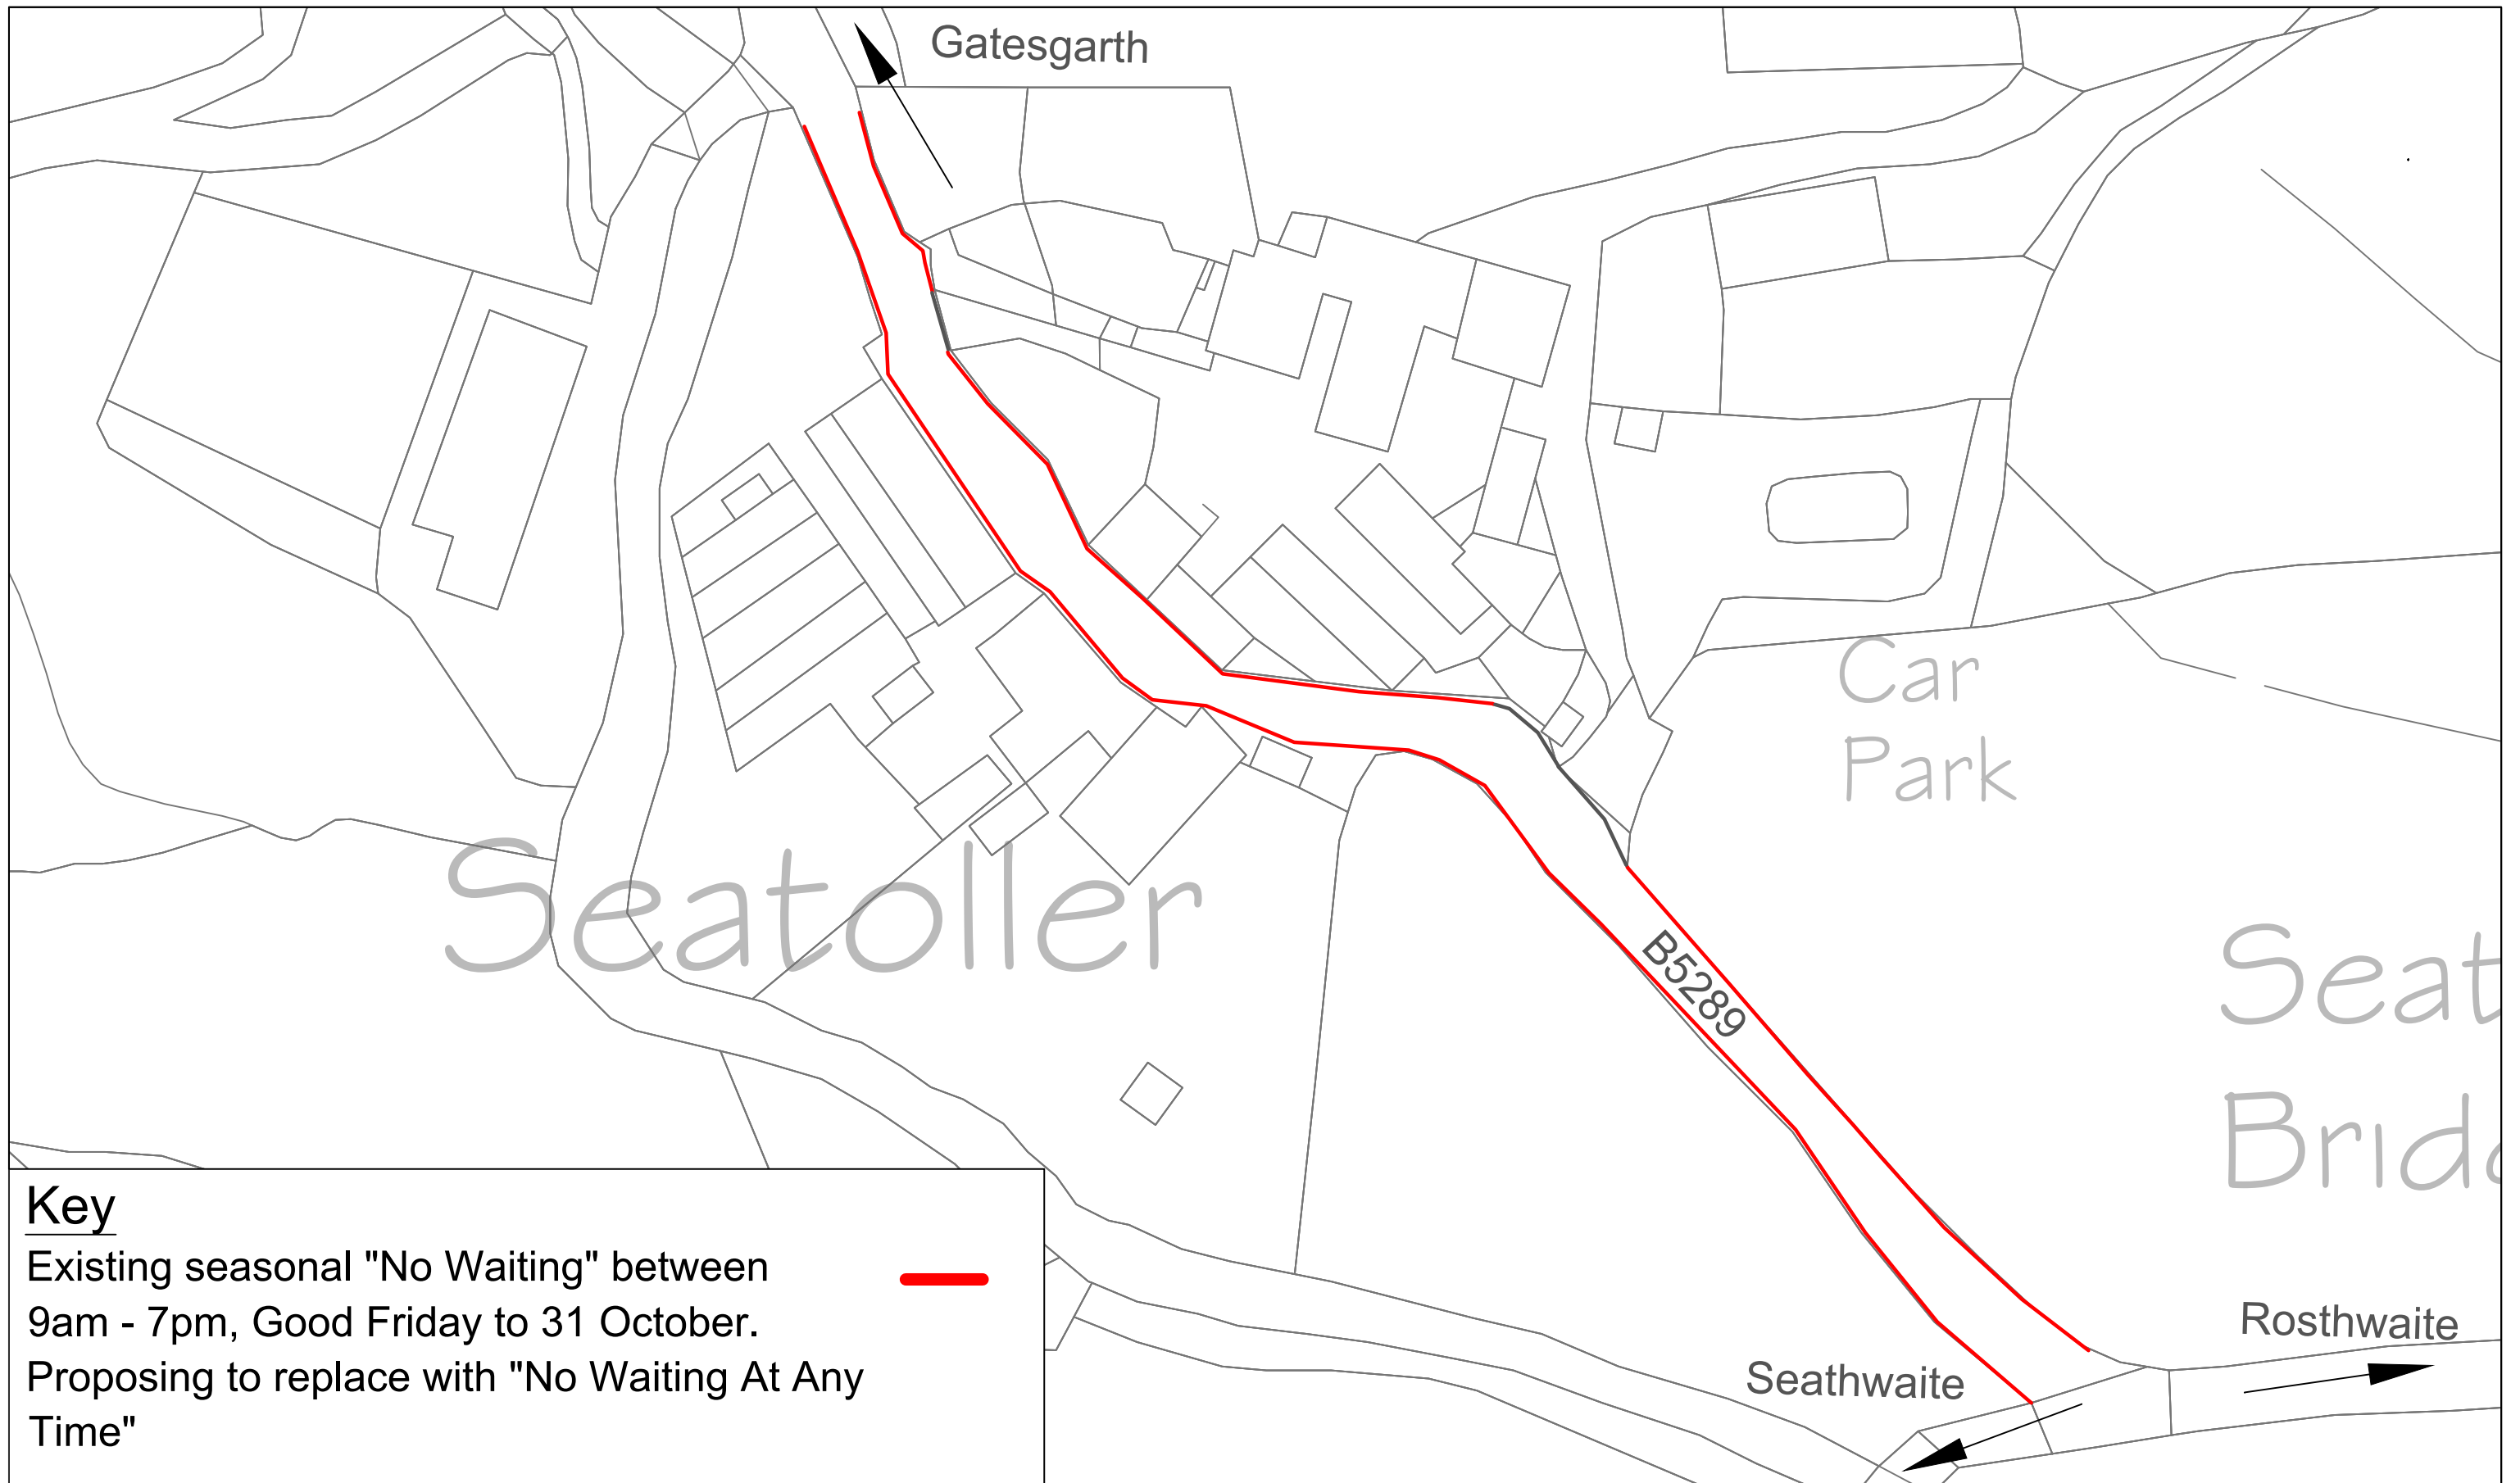 Gatesgarth
Car
Park
Seatoller
B5289
Seat
Rosthwaite
Seathwaite
Key
Existing seasonal "No Waiting" between
9am - 7pm, Good Friday to 31 October.
Proposing to replace with "No Waiting At Any
Time"